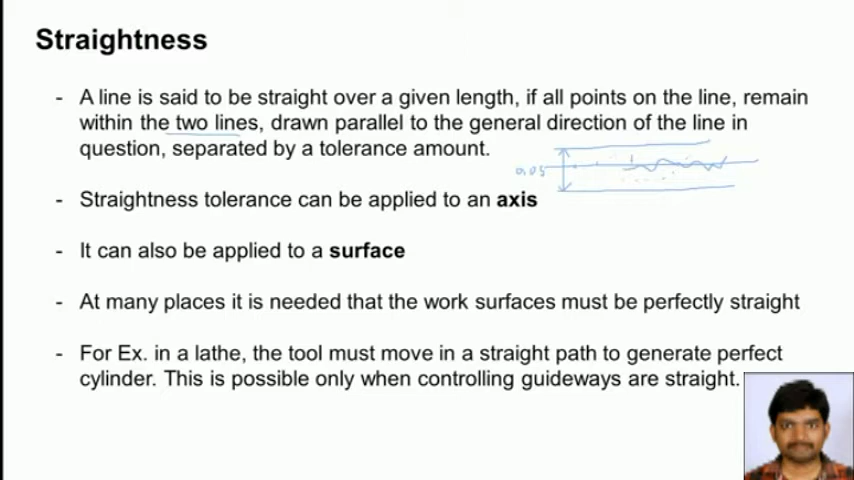 Straightness
- A line is said to be straight over a given length, if all points on the line, remain
within the two lines, drawn parallel to the general direction of the line in
question, separated by a tolerance amount.
0.05
- Straightness tolerance can be applied to an axis
- It can also be applied to a surface
- At many places it is needed that the work surfaces must be perfectly straight
- For Ex. in a lathe, the tool must move in a straight path to generate perfect
cylinder. This is possible only when controlling guideways are straight.